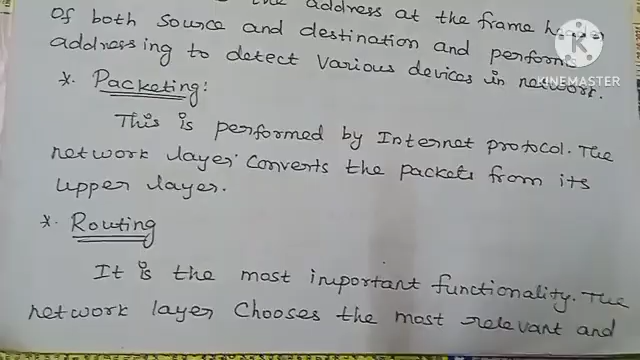 the address at the frame header
of both source and destination and perform
addressing to detect various devices in network.
*. Packeting:
This is performed by Internet protocol. The
network layer converts the packets from its
upper layer.
*. Routing
It is the most important functionality. The
network layer chooses the most relevant and
KINEMASTER